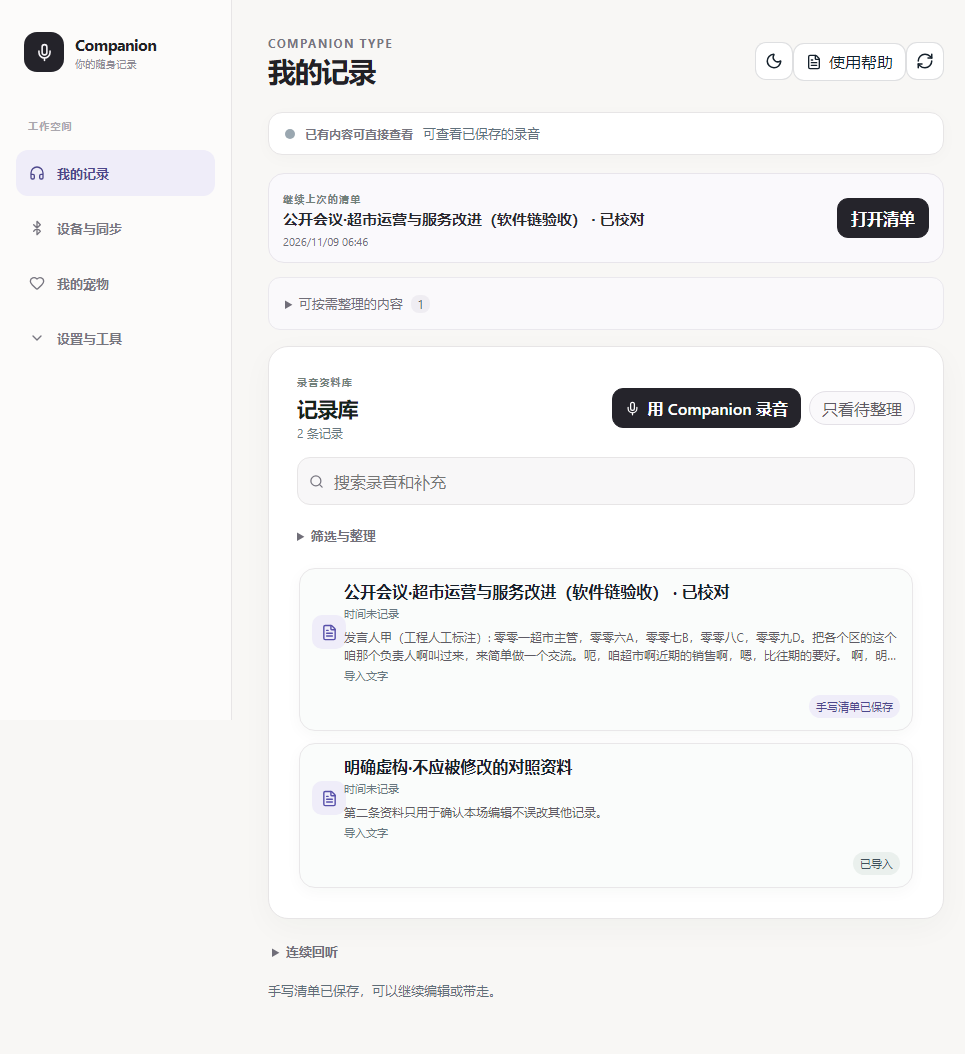 Companion
你的随身记录
工作空间
我的记录
设备与同步
我的宠物
设置与工具
COMPANION TYPE
我的记录
使用帮助
已有内容可直接查看 可查看已保存的录音
继续上次的清单
公开会议·超市运营与服务改进（软件链验收） · 已校对
2026/11/09 06:46
打开清单
可按需整理的内容 1
录音资料库
记录库
2 条记录
用 Companion 录音
只看待整理
搜索录音和补充
筛选与整理
公开会议·超市运营与服务改进（软件链验收） · 已校对
时间未记录
发言人甲（工程人工标注）: 零零一超市主管，零零六A，零零七B，零零八C，零零九D。把各个区的这个
咱那个负责人啊叫过来，来简单做一个交流。呃，咱超市啊近期的销售啊，嗯，比往期的要好。 啊，明...
导入文字
手写清单已保存
明确虚构·不应被修改的对照资料
时间未记录
第二条资料只用于确认本场编辑不误改其他记录。
导入文字
已导入
连续回听
手写清单已保存，可以继续编辑或带走。